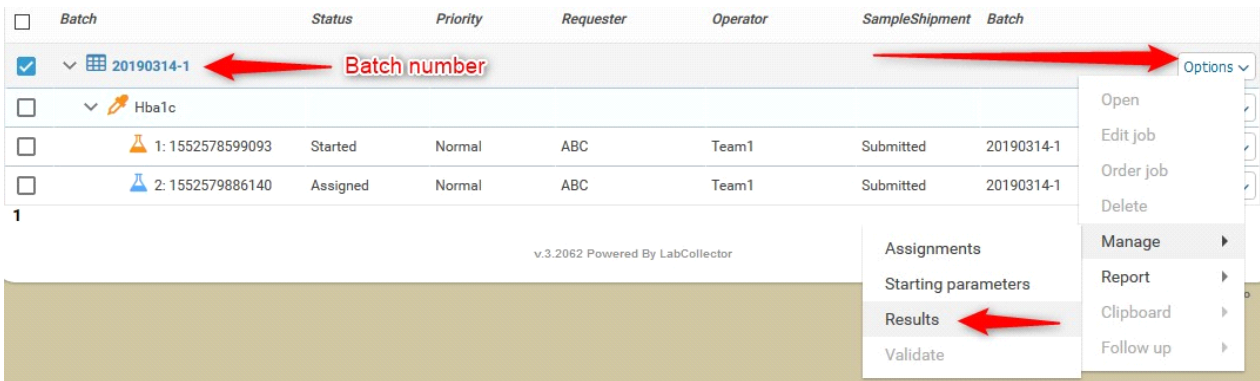 Batch Status Priority Requester Operator SampleShipment Batch
20190314-1 Batch number Options
Hba1c
1: 1552578599093 Started Normal ABC Team1 Submitted 20190314-1
2: 1552579886140 Assigned Normal ABC Team1 Submitted 20190314-1
1
v.3.2062 Powered By LabCollector
Open
Edit job
Order job
Delete
Manage
Report
Clipboard
Follow up
Assignments
Starting parameters
Results
Validate